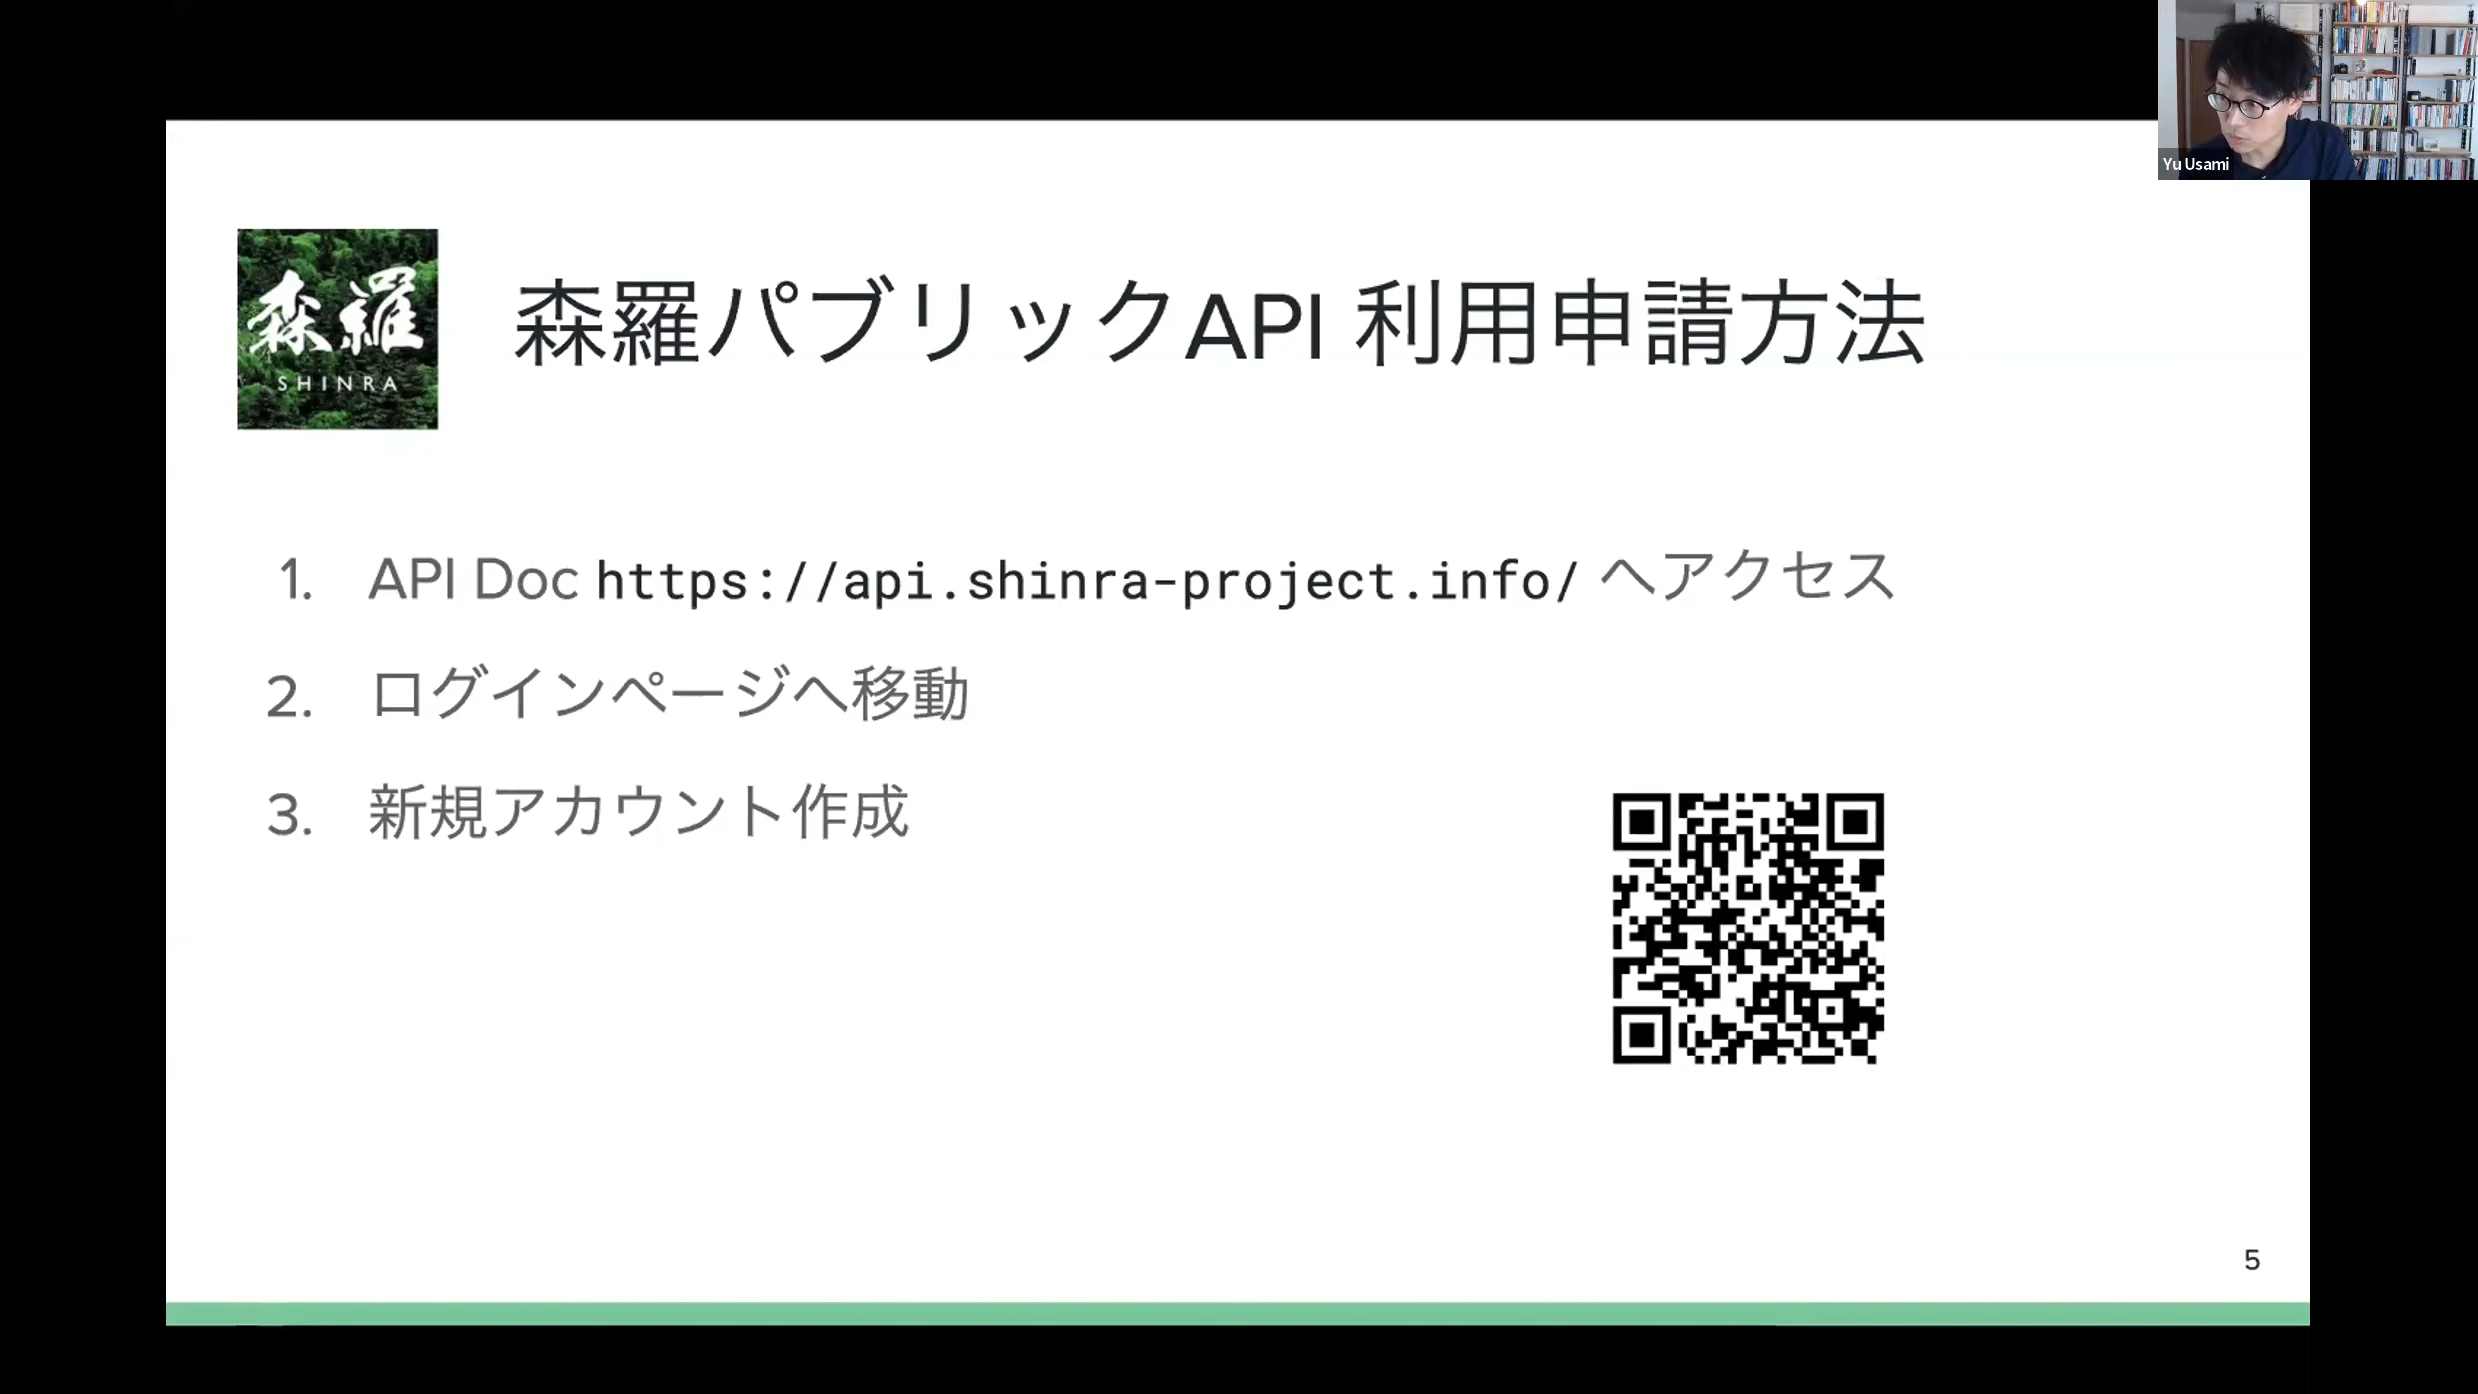 Yu Usami
森羅
SHINRA
森羅パブリックAPI 利用申請方法
1. API Doc https://api.shinra-project.info/ へアクセス
2. ログインページへ移動
3. 新規アカウント作成
5